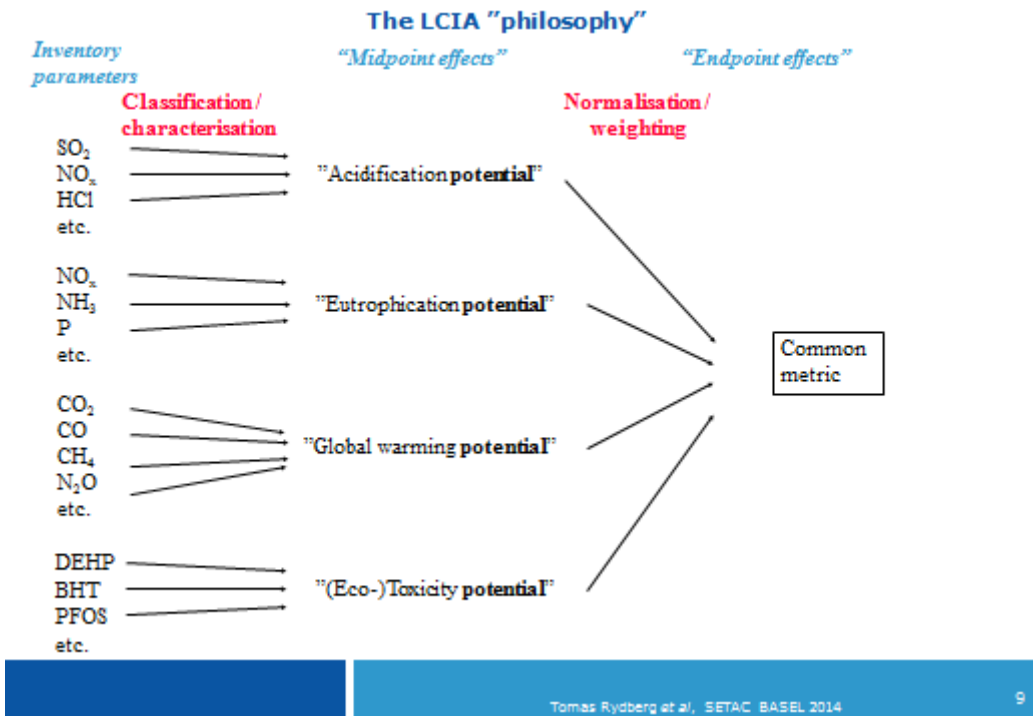 The LCIA ”philosophy”
Inventory
parameters
“Midpoint effects”
“Endpoint effects”
Classification/
characterisation
Normalisation/
weighting
SO₂
NOₓ
HCl
etc.
”Acidification potential”
NOₓ
NH₃
P
etc.
”Eutrophication potential”
Common
metric
CO₂
CO
CH₄
N₂O
etc.
”Global warming potential”
DEHP
BHT
PFOS
etc.
”(Eco-)Toxicity potential”
Tomas Rydberg et al, SETAC BASEL 2014
9